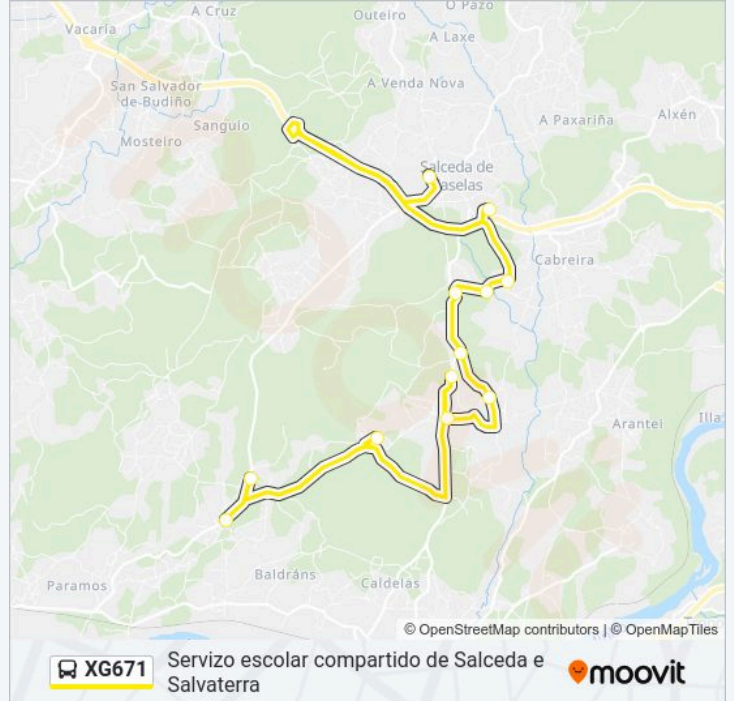 O Pazo
A Cruz
Outeiro
Vacaría
A Laxe
A Venda Nova
San Salvador
de Budiño
Alxén
A Paxariña
Sanguio
Mosteiro
Salceda de
Caselas
Cabreira
Illa
Arantei
Baldráns
Caldelas
Paramos
© OpenStreetMap contributors | © OpenMapTiles
XG671
Servizo escolar compartido de Salceda e
Salvaterra
moovit